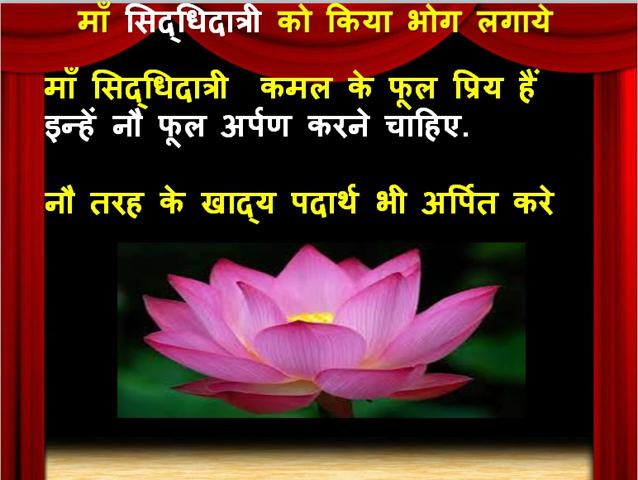 माँ सिद्धिदात्री को किया भोग लगाये
माँ सिद्धिदात्री कमल के फूल प्रिय हैं
इन्हें नौ फूल अर्पण करने चाहिए.
नौ तरह के खाद्य पदार्थ भी अर्पित करे